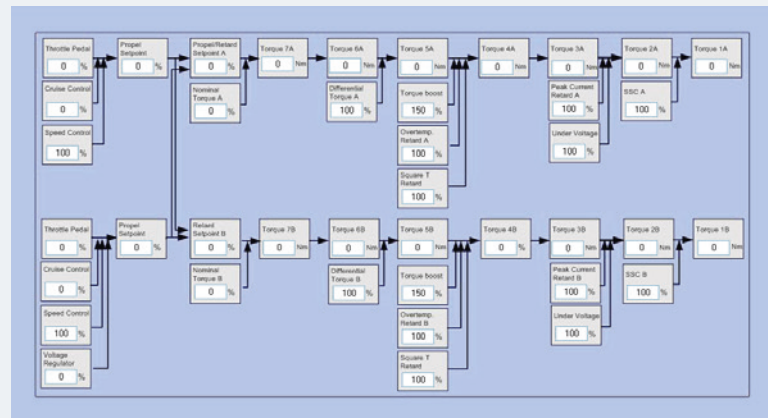 Throttle Pedal
0 %
Cruise Control
0 %
Speed Control
100 %
Propel
Setpoint
0 %
Propel/Retard
Setpoint A
0 %
Nominal
Torque A
0 %
Torque 7A
0 Nm
Torque 6A
0 Nm
Differential
Torque A
100 %
Torque 5A
0 Nm
Torque boost
150 %
Overtemp.
Retard A
100 %
Square T
Retard
100 %
Torque 4A
0 Nm
Torque 3A
0 Nm
Peak Current
Retard A
100 %
Under Voltage
100 %
Torque 2A
0 Nm
SSC A
100 %
Torque 1A
0 Nm
Throttle Pedal
0 %
Cruise Control
0 %
Speed Control
100 %
Voltage
Regulator
0 %
Propel
Setpoint
0 %
Retard
Setpoint B
0 %
Nominal
Torque B
0 %
Torque 7B
0 Nm
Torque 6B
0 Nm
Differential
Torque B
100 %
Torque 5B
0 Nm
Torque boost
150 %
Overtemp.
Retard B
100 %
Square T
Retard
100 %
Torque 4B
0 %
Torque 3B
0 Nm
Peak Current
Retard B
100 %
Under Voltage
100 %
Torque 2B
0 Nm
SSC B
100 %
Torque 1B
0 Nm